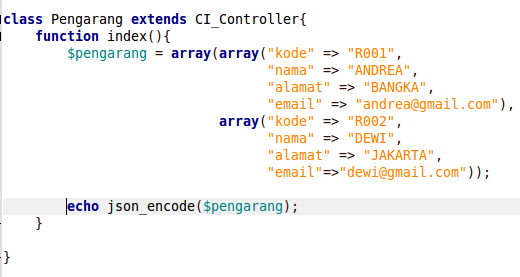 class Pengarang extends CI_Controller{
function index(){
$pengarang = array(array("kode" => "R001",
"nama" => "ANDREA",
"alamat" => "BANGKA",
"email" => "andrea@gmail.com"),
array("kode" => "R002",
"nama" => "DEWI",
"alamat" => "JAKARTA",
"email"=>"dewi@gmail.com"));
echo json_encode($pengarang);
}
}